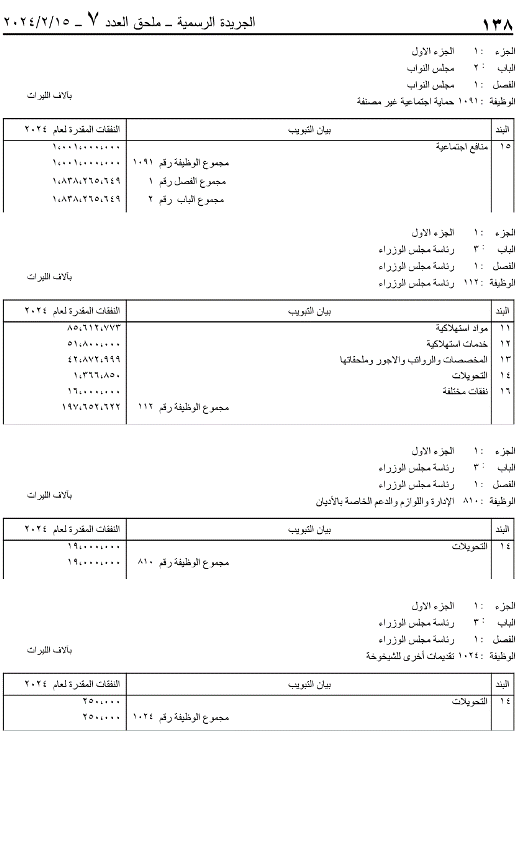 ١٣٨ الجريدة الرسمية ــ ملحق العدد ٧ ــ ٢٠٢٤/٢/١٥
الجزء : ١ الجزء الاول
الباب : ٢ مجلس النواب
الفصل : ١ مجلس النواب
الوظيفة : ١٠٩١ حماية اجتماعية غير مصنفة بآلاف الليرات
البند بيان التبويب النفقات المقدرة لعام ٢٠٢٤
١٥ منافع اجتماعية ١،٠٠١،٠٠٠،٠٠٠
مجموع الوظيفة رقم ١٠٩١ ١،٠٠١،٠٠٠،٠٠٠
مجموع الفصل رقم ١ ١،٨٣٨،٢٦٥،٦٤٩
مجموع الباب رقم ٢ ١،٨٣٨،٢٦٥،٦٤٩
الجزء : ١ الجزء الاول
الباب : ٣ رئاسة مجلس الوزراء
الفصل : ١ رئاسة مجلس الوزراء
الوظيفة : ١١٢ رئاسة مجلس الوزراء بآلاف الليرات
البند بيان التبويب النفقات المقدرة لعام ٢٠٢٤
١١ مواد استهلاكية ٨٥،٦١٢،٧٧٣
١٢ خدمات استهلاكية ٥١،٨٠٠،٠٠٠
١٣ المخصصات والرواتب والاجور وملحقاتها ٤٢،٨٧٢،٩٩٩
١٤ التحويلات ١،٣٦٦،٨٥٠
١٦ نفقات مختلفة ١٦،٠٠٠،٠٠٠
مجموع الوظيفة رقم ١١٢ ١٩٧،٦٥٢،٦٢٢
الجزء : ١ الجزء الاول
الباب : ٣ رئاسة مجلس الوزراء
الفصل : ١ رئاسة مجلس الوزراء
الوظيفة : ٨١٠ الإدارة واللوازم والدعم الخاصة بالأديان بآلاف الليرات
البند بيان التبويب النفقات المقدرة لعام ٢٠٢٤
١٤ التحويلات ١٩،٠٠٠،٠٠٠
مجموع الوظيفة رقم ٨١٠ ١٩،٠٠٠،٠٠٠
الجزء : ١ الجزء الاول
الباب : ٣ رئاسة مجلس الوزراء
الفصل : ١ رئاسة مجلس الوزراء
الوظيفة : ١٠٢٤ تقديمات أخرى للشيخوخة بآلاف الليرات
البند بيان التبويب النفقات المقدرة لعام ٢٠٢٤
١٤ التحويلات ٢٥٠،٠٠٠
مجموع الوظيفة رقم ١٠٢٤ ٢٥٠،٠٠٠